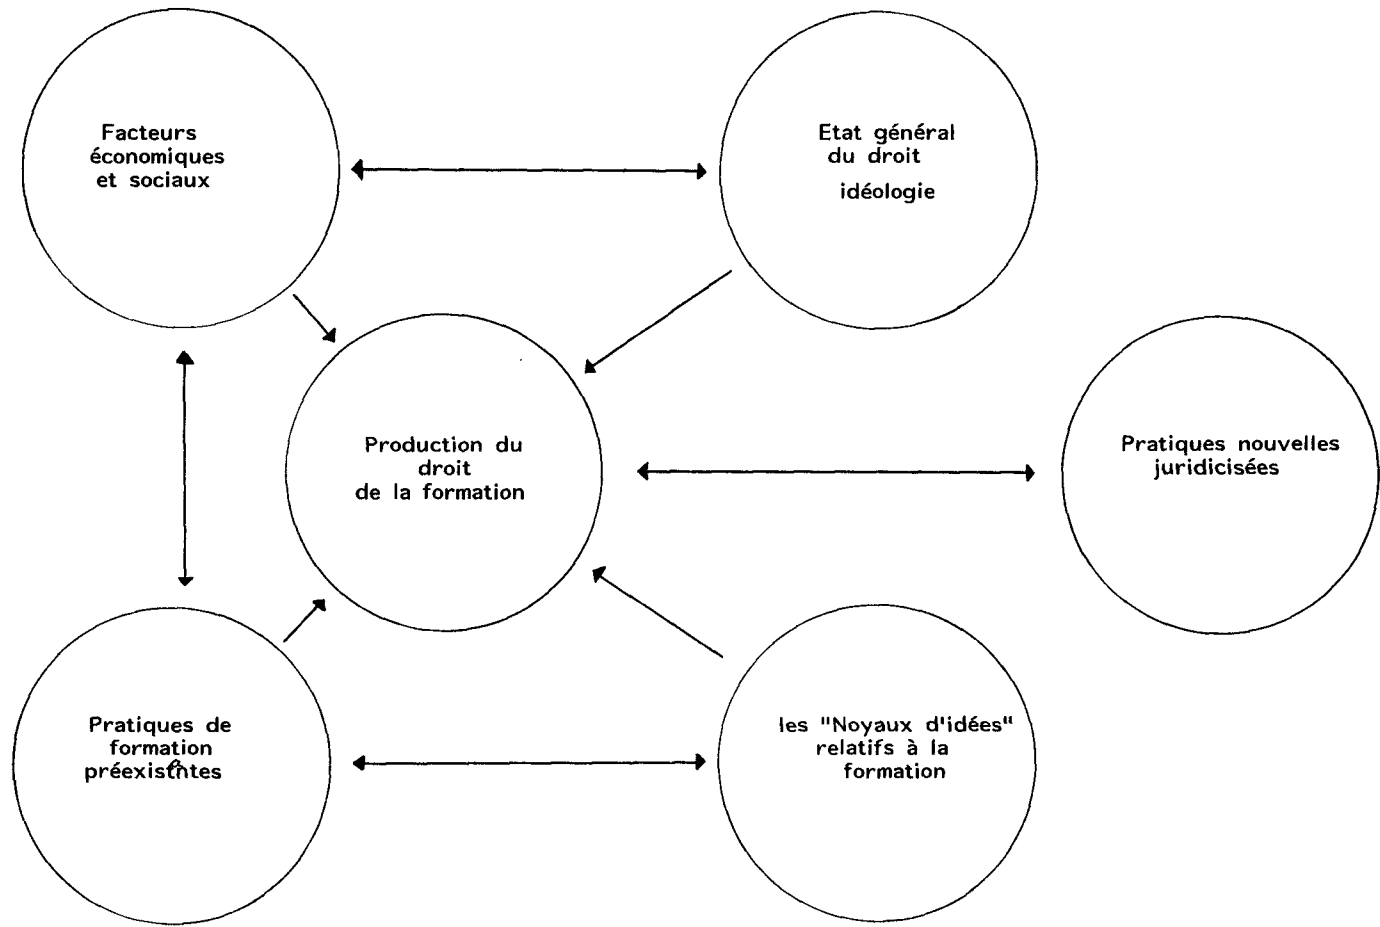 Facteurs
économiques
et sociaux
Etat général
du droit
idéologie
Production du
droit
de la formation
Pratiques nouvelles
juridicisées
Pratiques de
formation
préexistentes
les "Noyaux d'idées"
relatifs à la
formation